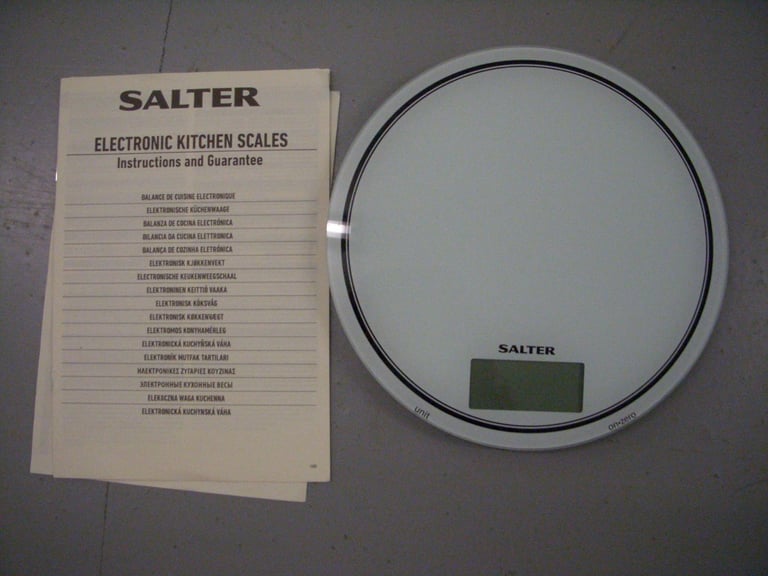 SALTER
ELECTRONIC KITCHEN SCALES
Instructions and Guarantee
BALANCE DE CUISINE ELECTRONIQUE
ELEKTRONISCHE KÜCHENWAAGE
BALANZA DE COCINA ELECTRÓNICA
BILANCIA DA CUCINA ELETTRONICA
BALANÇA DE COZINHA ELETRÓNICA
ELEKTRONISK KJØKKENVEKT
ELECTRONISCHE KEUKENWEEGSCHAAL
ELEKTRONINEN KEITTIÖ VAAKA
ELEKTRONISK KÖKSVÅG
ELEKTRONISK KØKKENVÆGT
ELEKTROMOS KONYHAMÉRLEG
ELEKTRONICKÁ KUCHYŇSKÁ VÁHA
ELEKTRONİK MUTFAK TARTILARI
ΗΛΕΚΤΡΟΝΙΚΕΣ ΖΥΓΑΡΙΕΣ ΚΟΥΖΙΝΑΣ
ЭЛЕКТРОННЫЕ КУХОННЫЕ ВЕСЫ
ELEKSCZNA WAGA KUCHENNA
ELEKTRONICKÁ KUCHYNSKÁ VÁHA
SALTER
unit
on•zero